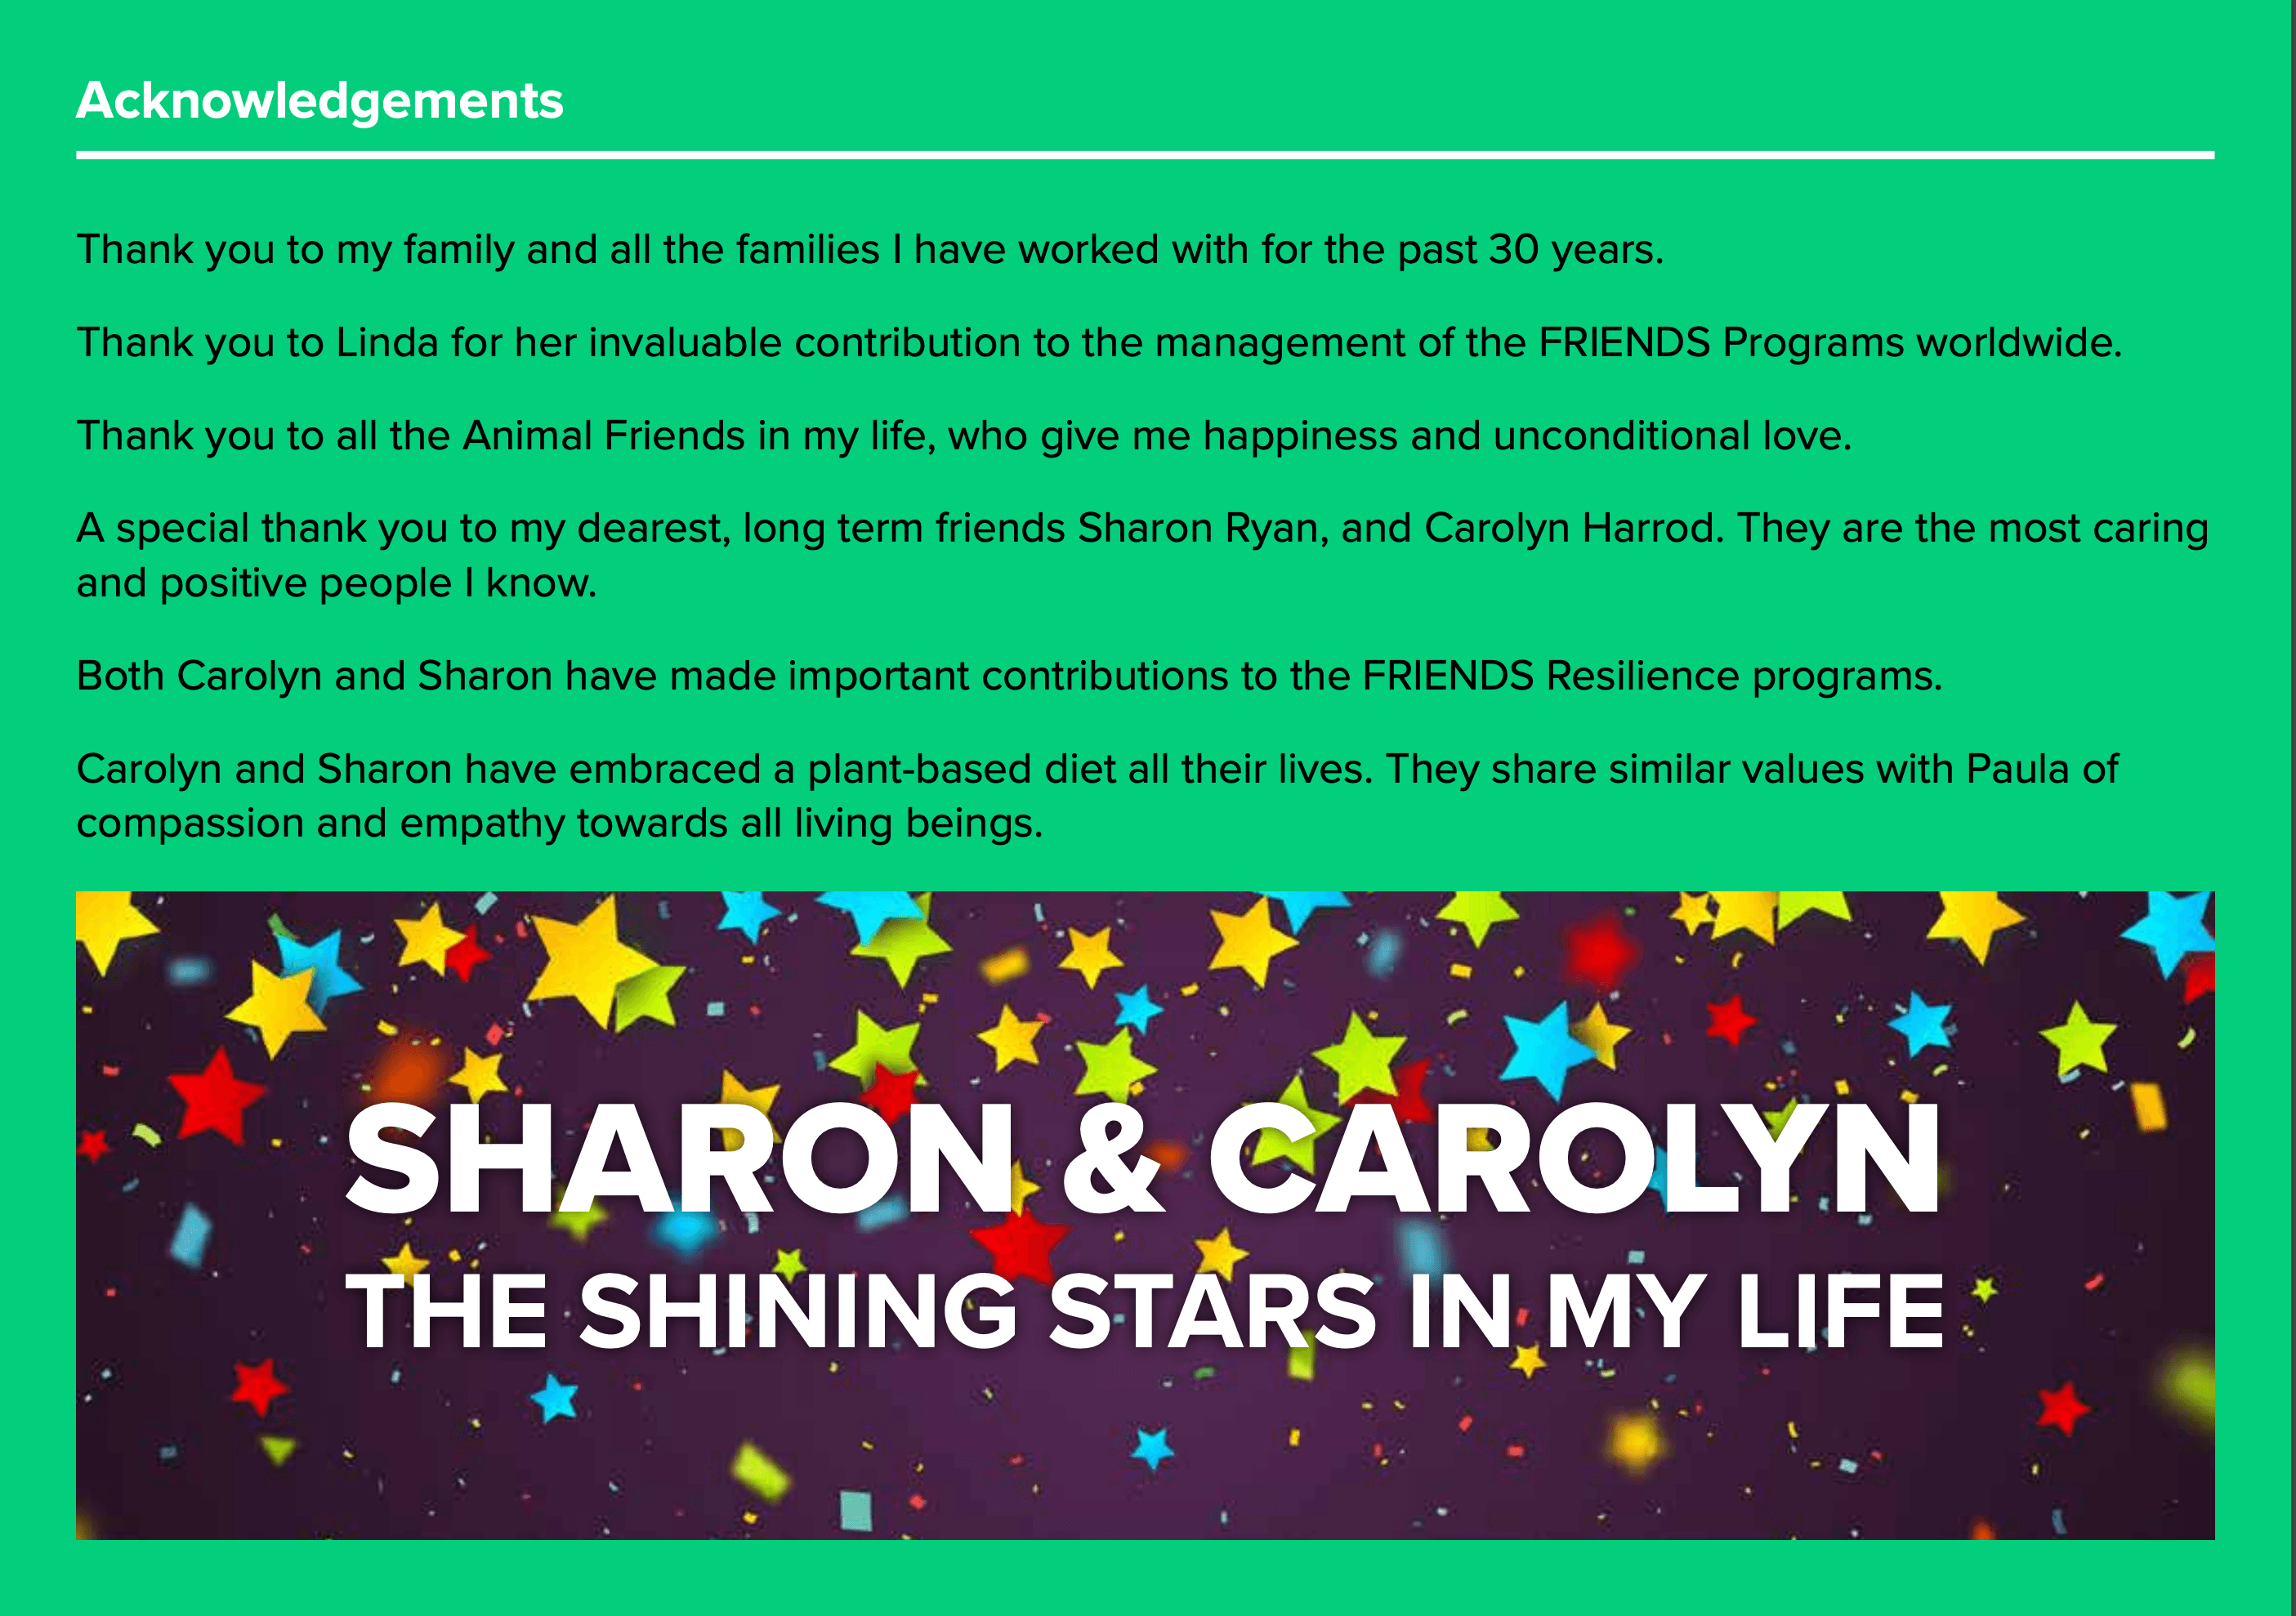 Acknowledgements
Thank you to my family and all the families I have worked with for the past 30 years.
Thank you to Linda for her invaluable contribution to the management of the FRIENDS Programs worldwide.
Thank you to all the Animal Friends in my life, who give me happiness and unconditional love.
A special thank you to my dearest, long term friends Sharon Ryan, and Carolyn Harrod. They are the most caring
and positive people I know.
Both Carolyn and Sharon have made important contributions to the FRIENDS Resilience programs.
Carolyn and Sharon have embraced a plant-based diet all their lives. They share similar values with Paula of
compassion and empathy towards all living beings.
SHARON & CAROLYN
THE SHINING STARS IN MY LIFE